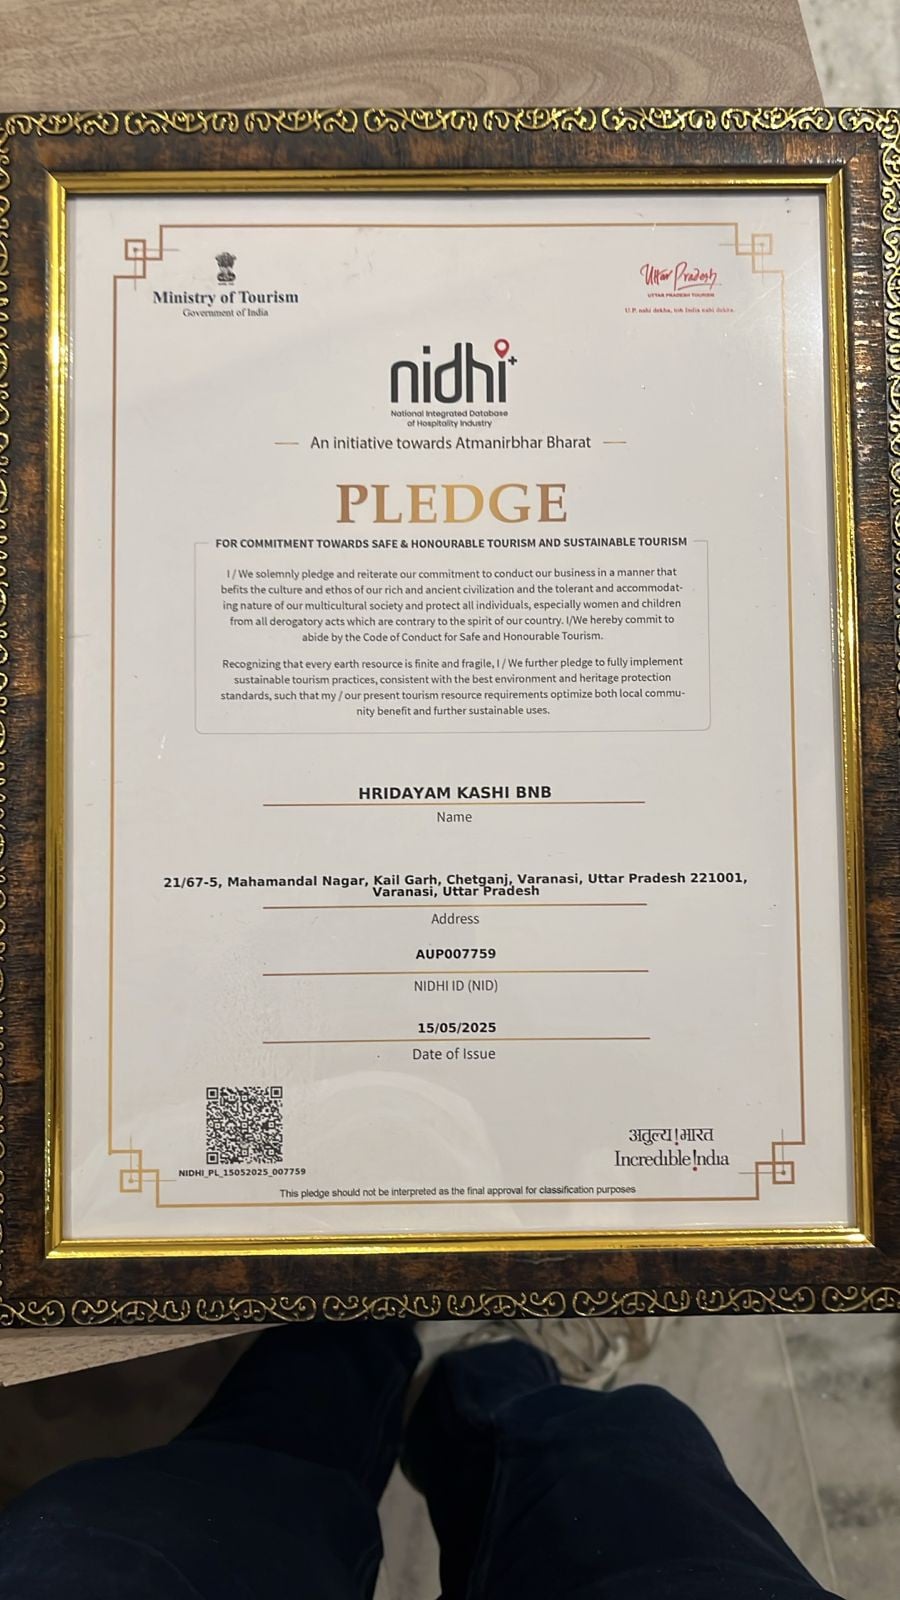 Ministry of Tourism
Government of India
Uttar Pradesh
UTTAR PRADESH TOURISM
U.P. nahi dekha, toh India nahi dekha.
nidhi+
National Integrated Database
of Hospitality Industry
An initiative towards Atmanirbhar Bharat
PLEDGE
FOR COMMITMENT TOWARDS SAFE & HONOURABLE TOURISM AND SUSTAINABLE TOURISM
I / We solemnly pledge and reiterate our commitment to conduct our business in a manner that
befits the culture and ethos of our rich and ancient civilization and the tolerant and accommodat-
ing nature of our multicultural society and protect all individuals, especially women and children
from all derogatory acts which are contrary to the spirit of our country. I/We hereby commit to
abide by the Code of Conduct for Safe and Honourable Tourism.
Recognizing that every earth resource is finite and fragile, I / We further pledge to fully implement
sustainable tourism practices, consistent with the best environment and heritage protection
standards, such that my / our present tourism resource requirements optimize both local commu-
nity benefit and further sustainable uses.
HRIDAYAM KASHI BNB
Name
21/67-5, Mahamandal Nagar, Kail Garh, Chetganj, Varanasi, Uttar Pradesh 221001,
Varanasi, Uttar Pradesh
Address
AUP007759
NIDHI ID (NID)
15/05/2025
Date of Issue
NIDHI_PL_15052025_007759
अतुल्य!भारत
Incredible!ndia
This pledge should not be interpreted as the final approval for classification purposes